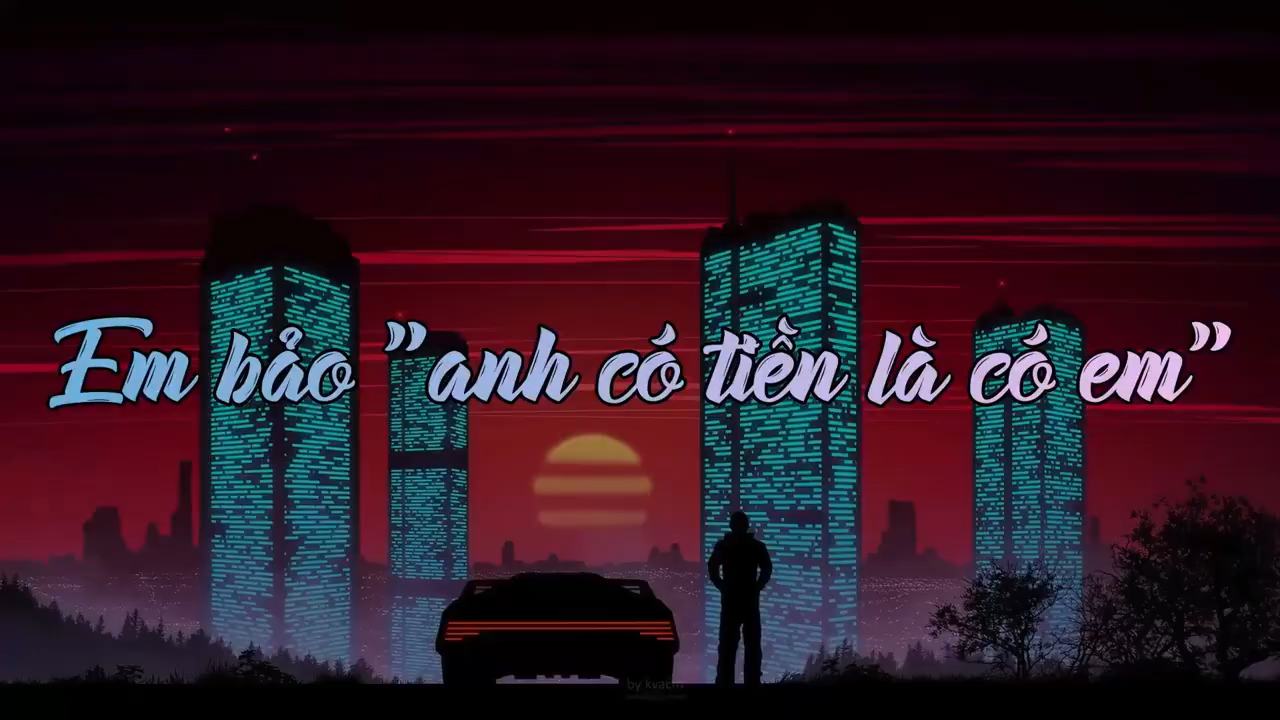 Em bảo "anh có tiền là có em"